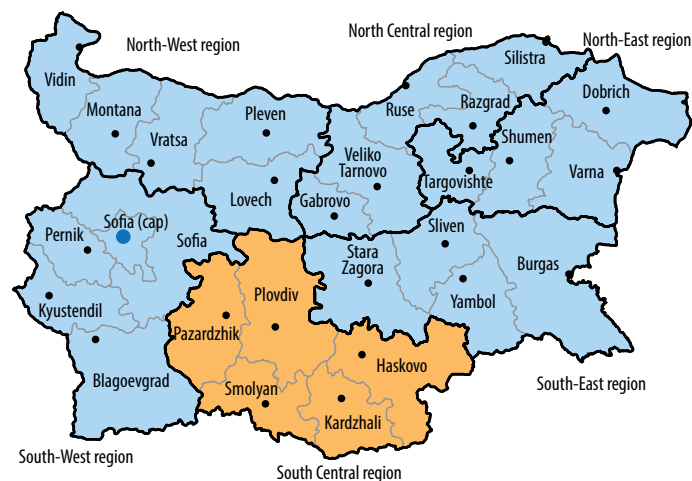 North-West region
North Central region
North-East region
Vidin
Silistra
Dobrich
Montana
Pleven
Ruse
Razgrad
Vratsa
Shumen
Veliko
Tarnovo
Varna
Lovech
Gabrovo
Targovishte
Sofia (cap)
Pernik
Sofia
Stara
Zagora
Sliven
Burgas
Plovdiv
Yambol
Kyustendil
Pazardzhik
Haskovo
Blagoevgrad
Smolyan
Kardzhali
South-East region
South-West region
South Central region